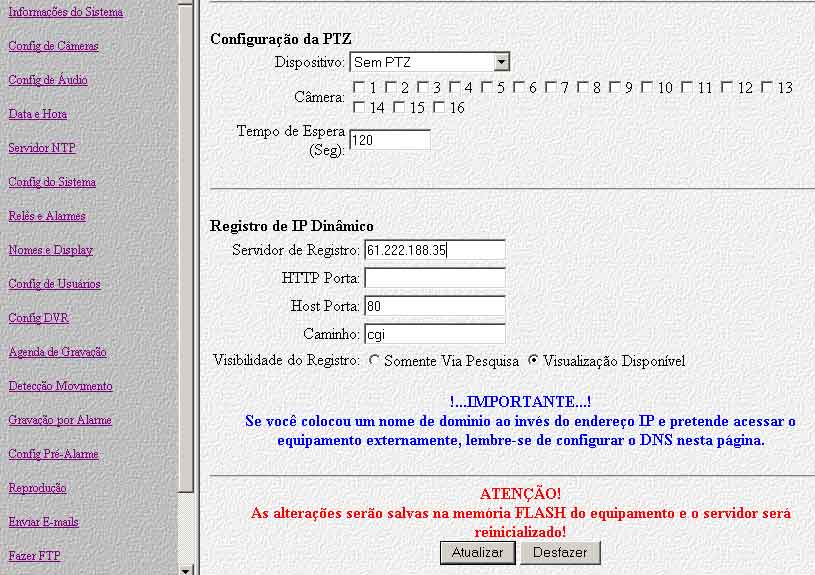 Informações do Sistema
Config de Câmeras
Config de Áudio
Data e Hora
Servidor NTP
Config do Sistema
Relês e Alarmes
Nomes e Display
Config de Usuários
Config DVR
Agenda de Gravação
Detecção Movimento
Gravação por Alarme
Config Pré-Alarme
Reprodução
Enviar E-mails
Fazer FTP
Configuração da PTZ
Dispositivo: Sem PTZ
Câmera: 1 2 3 4 5 6 7 8 9 10 11 12 13
14 15 16
Tempo de Espera
(Seg): 120
Registro de IP Dinâmico
Servidor de Registro: 61.222.188.35
HTTP Porta:
Host Porta: 80
Caminho: cgi
Visibilidade do Registro: Somente Via Pesquisa Visualização Disponível
!...IMPORTANTE...!
Se você colocou um nome de dominio ao invés do endereço IP e pretende acessar o
equipamento externamente, lembre-se de configurar o DNS nesta página.
ATENÇÃO!
As alterações serão salvas na memória FLASH do equipamento e o servidor será
reinicializado!
Atualizar Desfazer